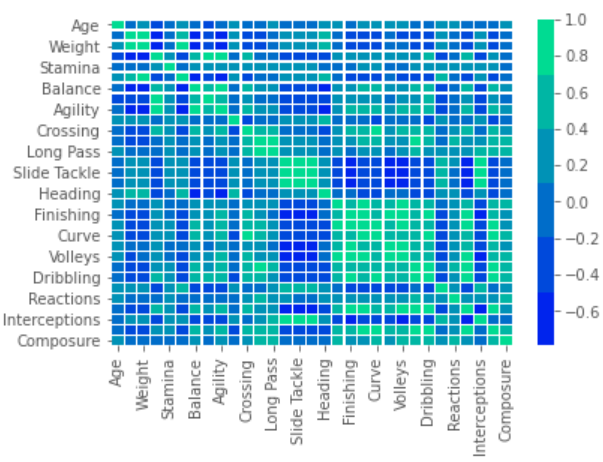 Age
Weight
Stamina
Balance
Agility
Crossing
Long Pass
Slide Tackle
Heading
Finishing
Curve
Volleys
Dribbling
Reactions
Interceptions
Composure
Age
Weight
Stamina
Balance
Agility
Crossing
Long Pass
Slide Tackle
Heading
Finishing
Curve
Volleys
Dribbling
Reactions
Interceptions
Composure
1.0
0.8
0.6
0.4
0.2
0.0
−0.2
−0.4
−0.6